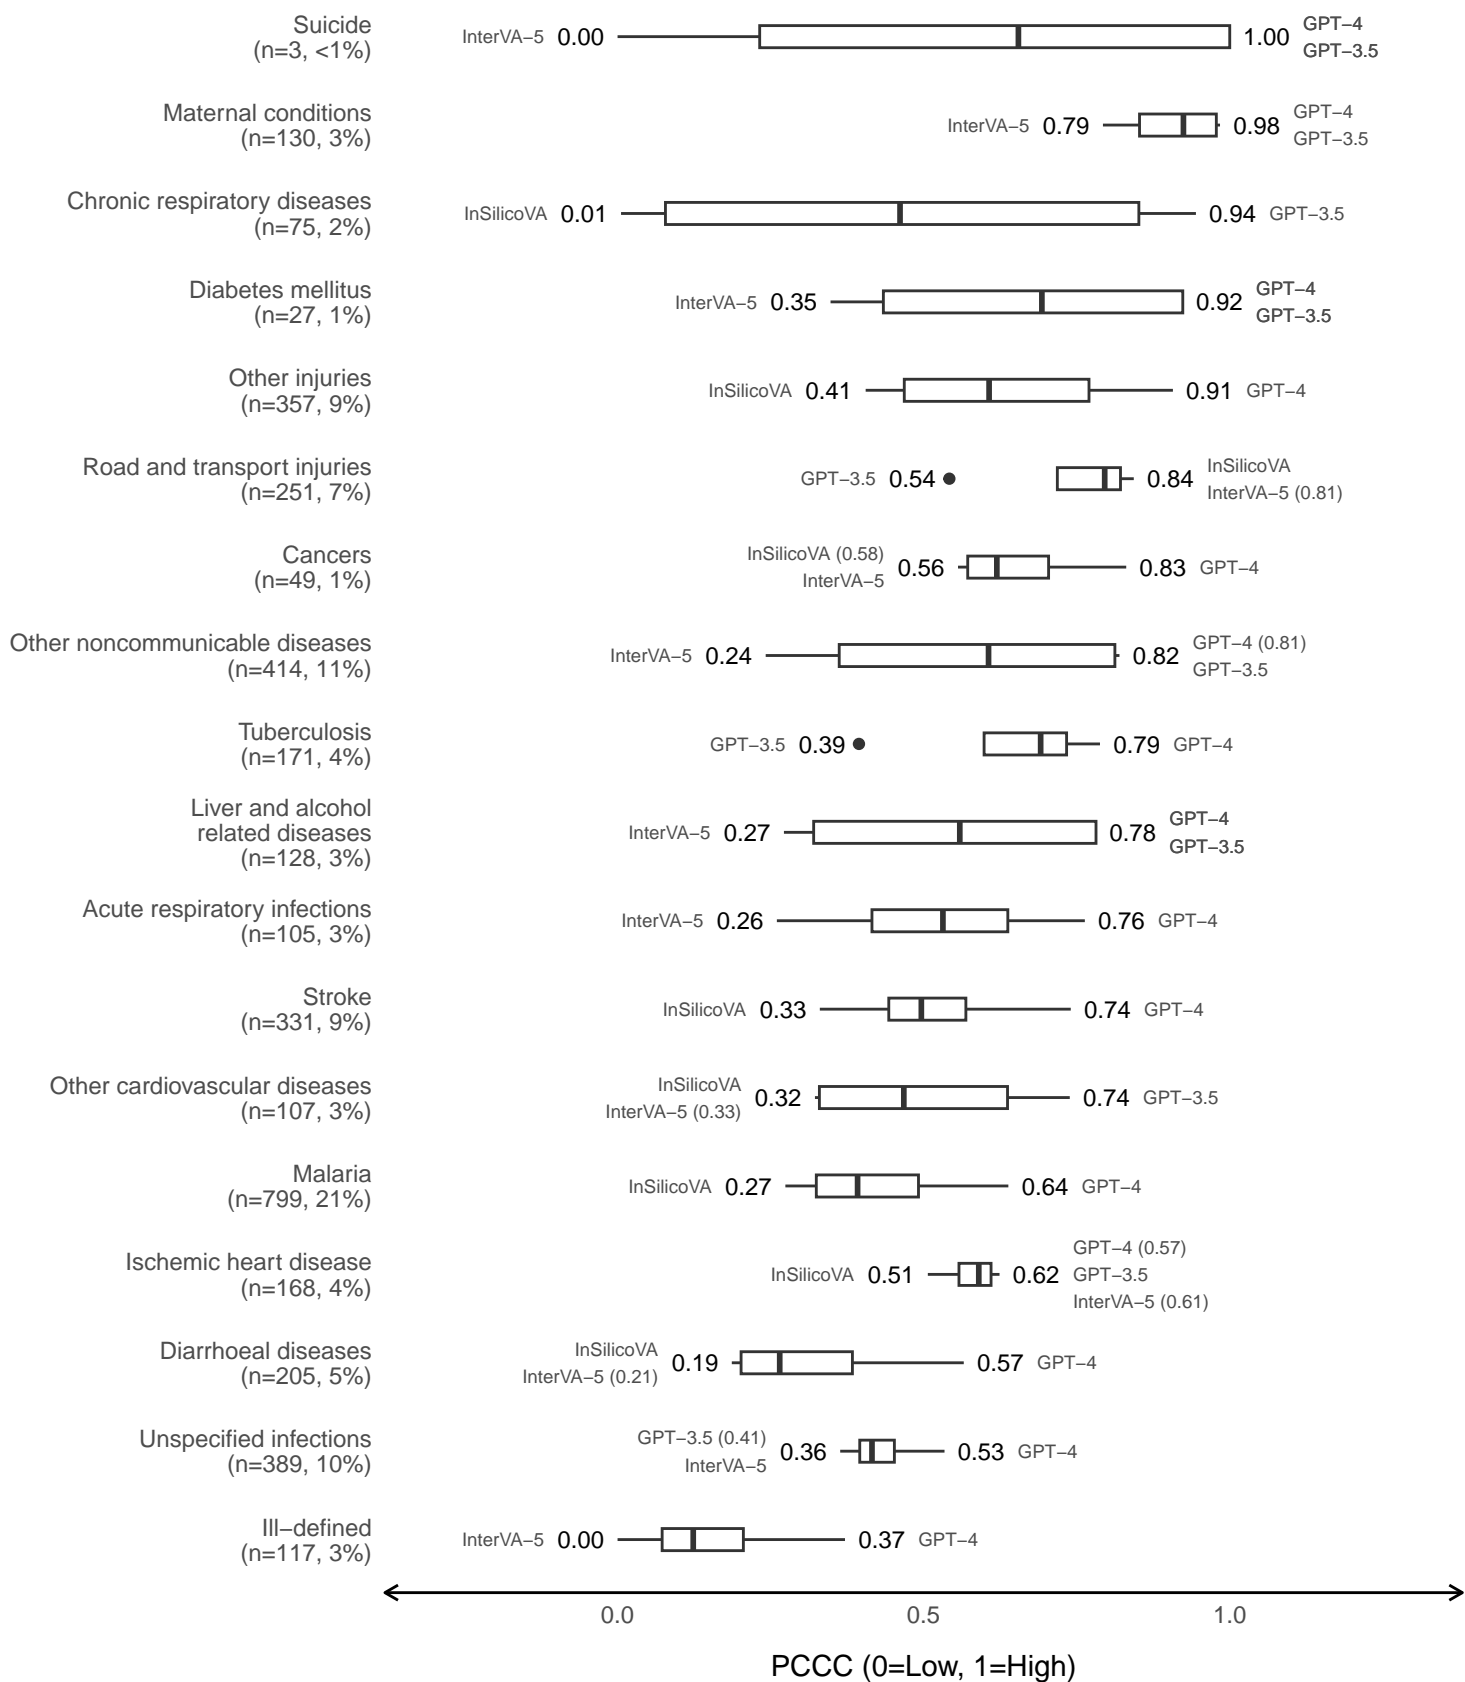 Suicide
(n=3, <1%)
InterVA−5 0.00
1.00 GPT−4
GPT−3.5
Maternal conditions
(n=130, 3%)
InterVA−5 0.79
0.98 GPT−4
GPT−3.5
Chronic respiratory diseases
(n=75, 2%)
InSilicoVA 0.01
0.94 GPT−3.5
Diabetes mellitus
(n=27, 1%)
InterVA−5 0.35
0.92 GPT−4
GPT−3.5
Other injuries
(n=357, 9%)
InSilicoVA 0.41
0.91 GPT−4
Road and transport injuries
(n=251, 7%)
GPT−3.5 0.54
0.84 InSilicoVA
InterVA−5 (0.81)
Cancers
(n=49, 1%)
InSilicoVA (0.58)
InterVA−5 0.56
0.83 GPT−4
Other noncommunicable diseases
(n=414, 11%)
InterVA−5 0.24
0.82 GPT−4 (0.81)
GPT−3.5
Tuberculosis
(n=171, 4%)
GPT−3.5 0.39
0.79 GPT−4
Liver and alcohol
related diseases
(n=128, 3%)
InterVA−5 0.27
0.78 GPT−4
GPT−3.5
Acute respiratory infections
(n=105, 3%)
InterVA−5 0.26
0.76 GPT−4
Stroke
(n=331, 9%)
InSilicoVA 0.33
0.74 GPT−4
Other cardiovascular diseases
(n=107, 3%)
InSilicoVA
InterVA−5 (0.33) 0.32
0.74 GPT−3.5
Malaria
(n=799, 21%)
InSilicoVA 0.27
0.64 GPT−4
Ischemic heart disease
(n=168, 4%)
InSilicoVA 0.51
GPT−4 (0.57)
0.62 GPT−3.5
InterVA−5 (0.61)
Diarrhoeal diseases
(n=205, 5%)
InSilicoVA
InterVA−5 (0.21) 0.19
0.57 GPT−4
Unspecified infections
(n=389, 10%)
GPT−3.5 (0.41)
InterVA−5 0.36
0.53 GPT−4
Ill−defined
(n=117, 3%)
InterVA−5 0.00
0.37 GPT−4
0.0 0.5 1.0
PCCC (0=Low, 1=High)